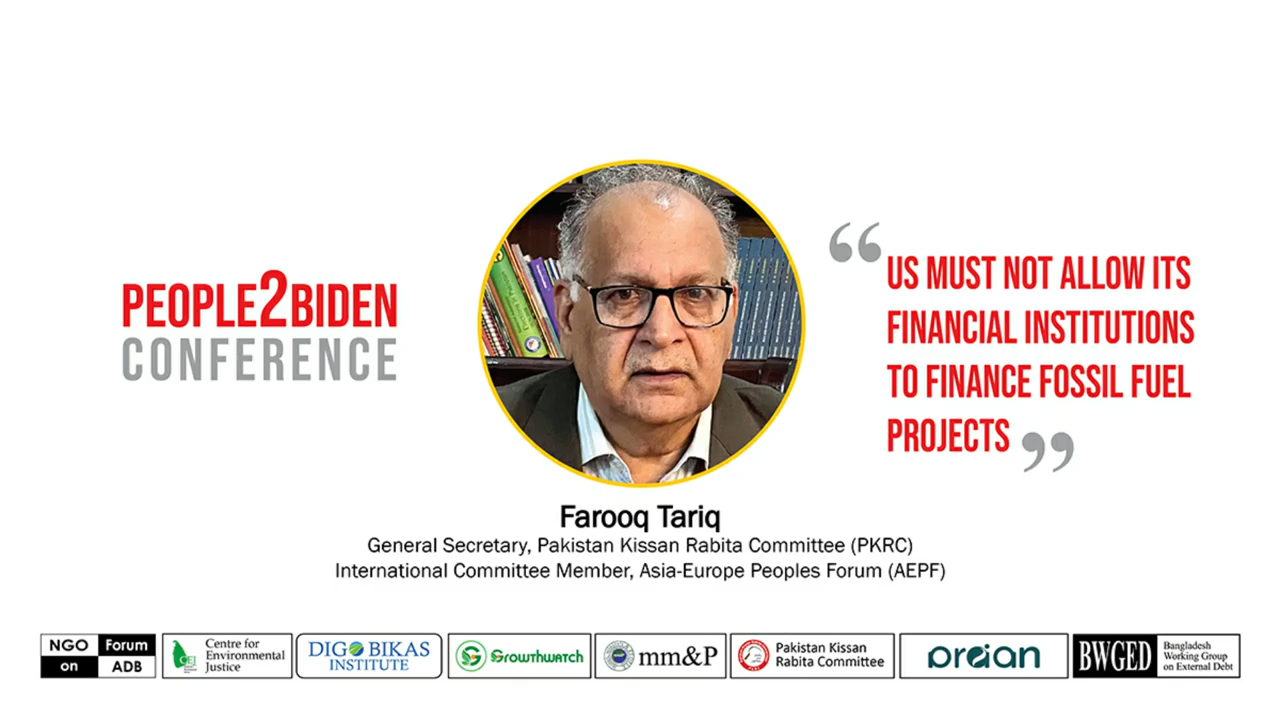 PEOPLE2BIDEN
CONFERENCE
“ US MUST NOT ALLOW ITS
FINANCIAL INSTITUTIONS
TO FINANCE FOSSIL FUEL
PROJECTS ”
Farooq Tariq
General Secretary, Pakistan Kissan Rabita Committee (PKRC)
International Committee Member, Asia-Europe Peoples Forum (AEPF)
NGO Forum
on ADB
CEJ
Centre for
Environmental
Justice
DIGO BIKAS
INSTITUTE
Growthwatch
mm&P
Pakistan Kissan
Rabita Committee
praan
BWGED
Bangladesh
Working Group
on External Debt